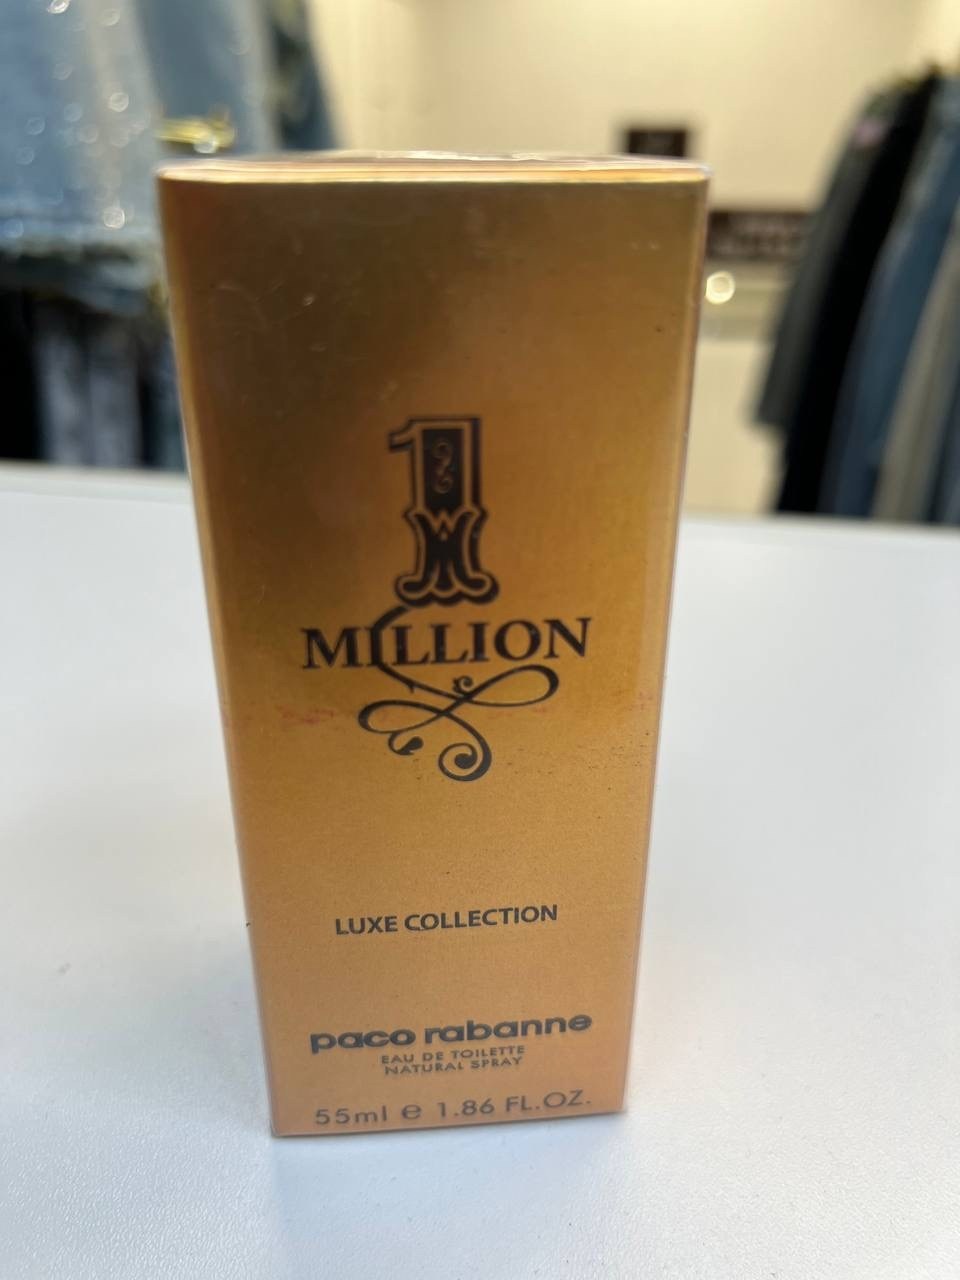 1
MILLION
LUXE COLLECTION
paco rabanne
EAU DE TOILETTE
NATURAL SPRAY
55ml e 1.86 FL.OZ.